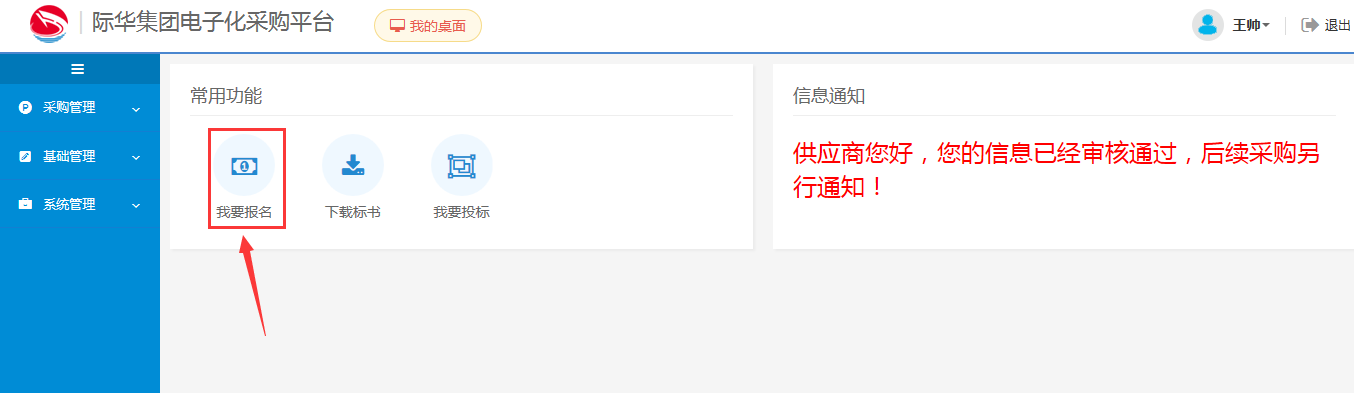 际华集团电子化采购平台
我的桌面
王帅
退出
采购管理
基础管理
系统管理
常用功能
我要报名
下载标书
我要投标
信息通知
供应商您好，您的信息已经审核通过，后续采购另
行通知！